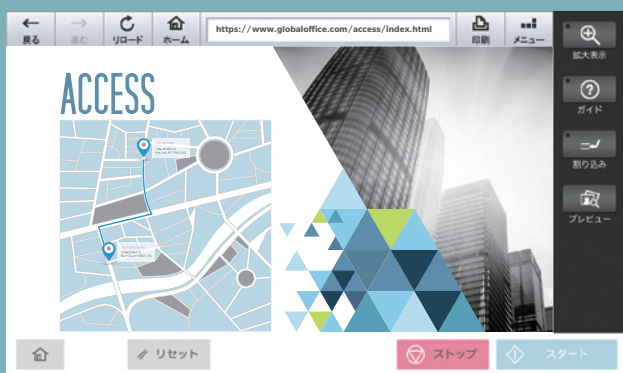 戻る
進む
リロード
ホーム
https://www.globaloffice.com/access/index.html
印刷
メニュー
拡大表示
ACCESS
ガイド
割り込み
プレビュー
リセット
ストップ
スタート